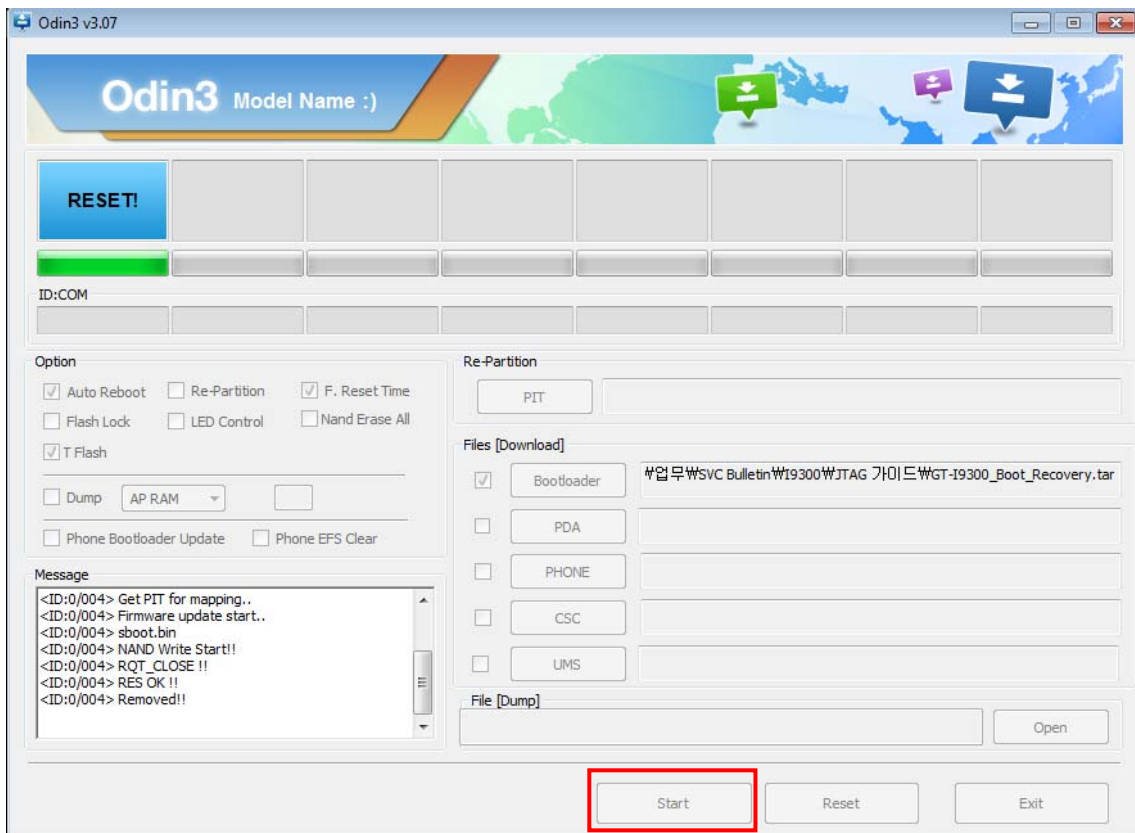 Odin3 v3.07
Odin3 Model Name :)
RESET!
ID:COM
Option
Auto Reboot Re-Partition F. Reset Time
Flash Lock LED Control Nand Erase All
T Flash
Dump AP RAM
Phone Bootloader Update Phone EFS Clear
Message
<ID:0/004> Get PIT for mapping..
<ID:0/004> Firmware update start..
<ID:0/004> sboot.bin
<ID:0/004> NAND Write Start!!
<ID:0/004> RQT_CLOSE !!
<ID:0/004> RES OK !!
<ID:0/004> Removed!!
Re-Partition
PIT
Files [Download]
Bootloader ₩업무₩SVC Bulletin₩I9300₩JTAG 가이드₩GT-I9300_Boot_Recovery.tar
PDA
PHONE
CSC
UMS
File [Dump]
Open
Start Reset Exit